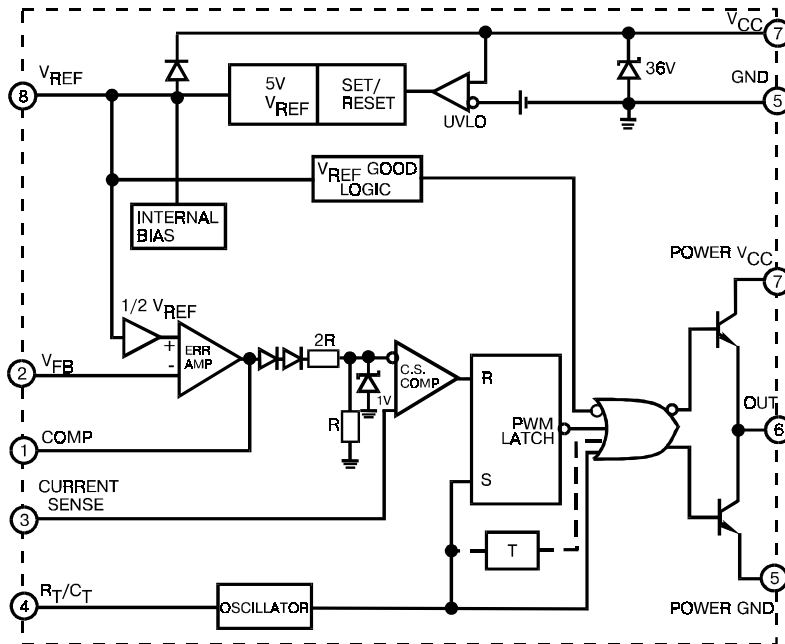 VCC
7
VREF
8
5V
VREF
SET/
RESET
36V
GND
5
UVLO
VREF GOOD
LOGIC
INTERNAL
BIAS
POWER VCC
7
1/2 VREF
+
-
ERR
AMP
2R
C.S.
COMP
1V
R
2
VFB
R
PWM
LATCH
S
OUT
6
1
COMP
CURRENT
SENSE
3
T
4
RT/CT
OSCILLATOR
5
POWER GND